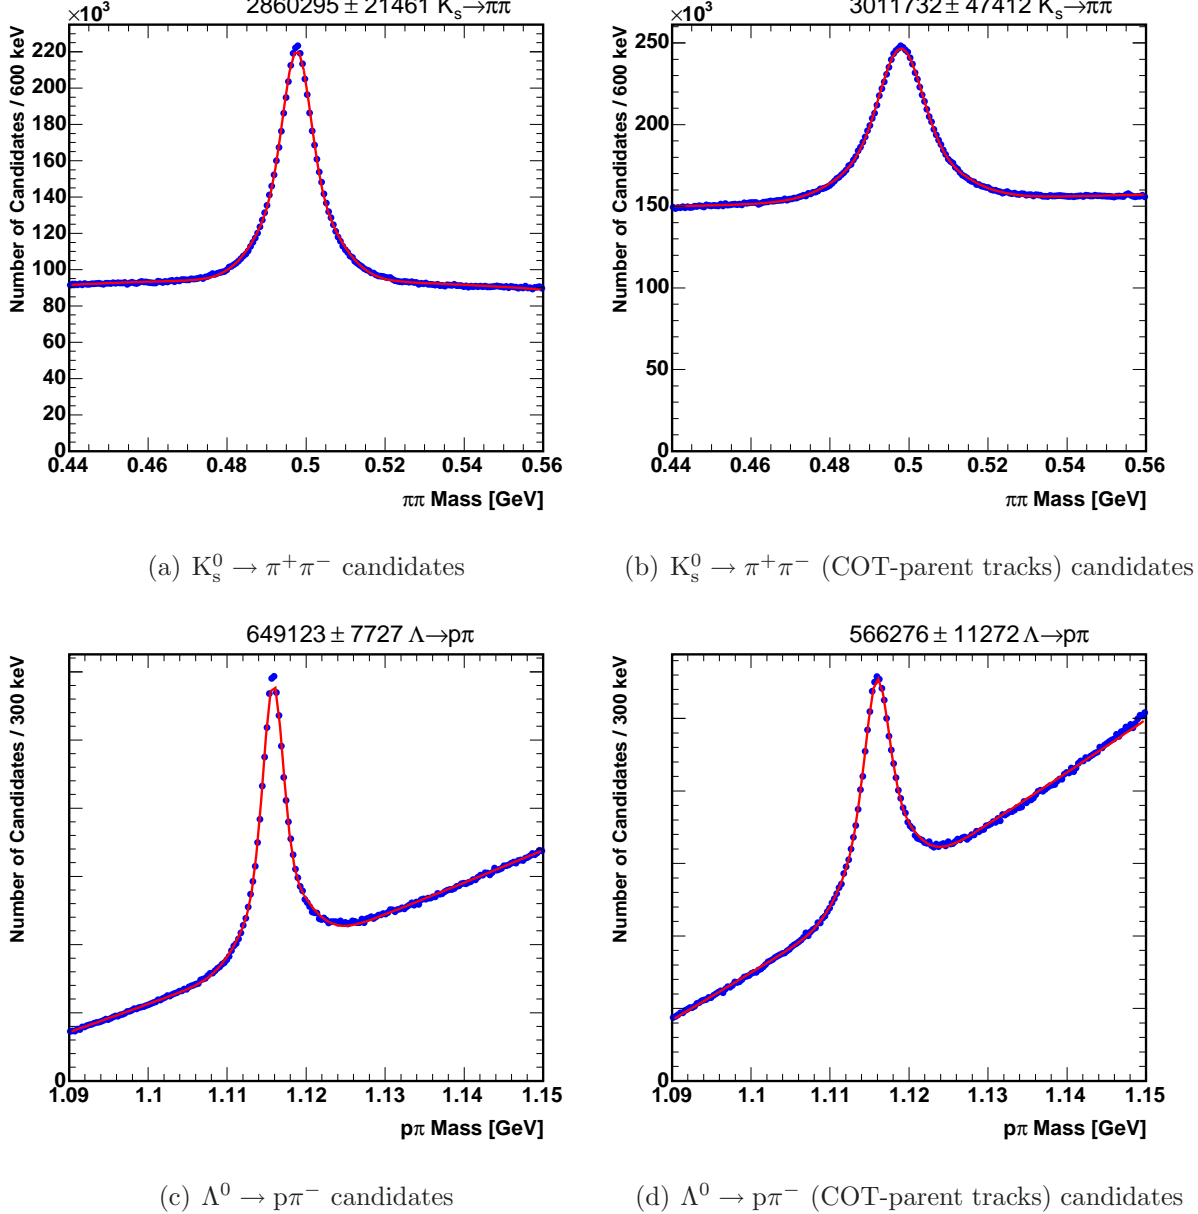 ×10³ 2860295 ± 21461 Kₛ→ππ
Number of Candidates / 600 keV
220
200
180
160
140
120
100
80
60
40
20
0
0.44 0.46 0.48 0.5 0.52 0.54 0.56
ππ Mass [GeV]
(a) K⁰ₛ → π⁺π⁻ candidates
×10³ 3011732 ± 47412 Kₛ→ππ
Number of Candidates / 600 keV
250
200
150
100
50
0
0.44 0.46 0.48 0.5 0.52 0.54 0.56
ππ Mass [GeV]
(b) K⁰ₛ → π⁺π⁻ (COT-parent tracks) candidates
649123 ± 7727 Λ→pπ
Number of Candidates / 300 keV
0
1.09 1.1 1.11 1.12 1.13 1.14 1.15
pπ Mass [GeV]
(c) Λ⁰ → pπ⁻ candidates
566276 ± 11272 Λ→pπ
Number of Candidates / 300 keV
0
1.09 1.1 1.11 1.12 1.13 1.14 1.15
pπ Mass [GeV]
(d) Λ⁰ → pπ⁻ (COT-parent tracks) candidates